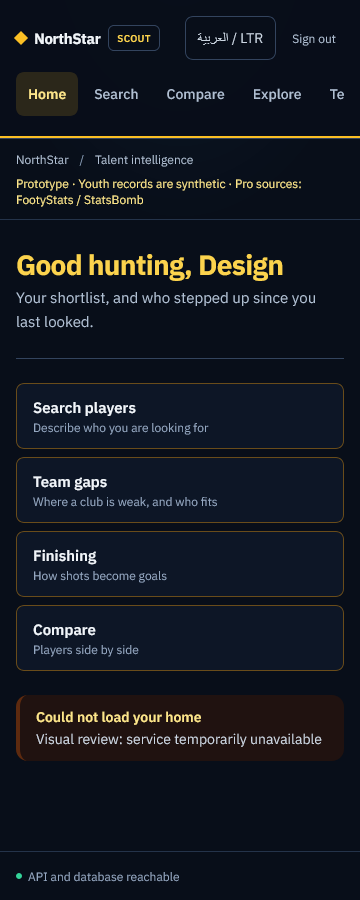 NorthStar SCOUT العربية / LTR Sign out
Home Search Compare Explore Te
NorthStar / Talent intelligence
Prototype · Youth records are synthetic · Pro sources:
FootyStats / StatsBomb
Good hunting, Design
Your shortlist, and who stepped up since you
last looked.
Search players
Describe who you are looking for
Team gaps
Where a club is weak, and who fits
Finishing
How shots become goals
Compare
Players side by side
Could not load your home
Visual review: service temporarily unavailable
API and database reachable